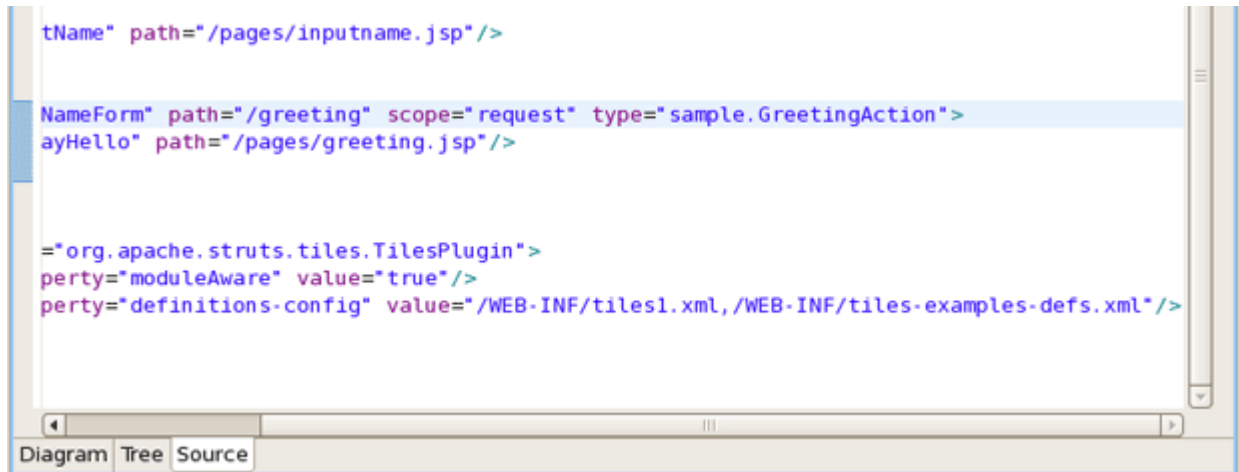 tName" path="/pages/inputname.jsp"/>
NameForm" path="/greeting" scope="request" type="sample.GreetingAction">
ayHello" path="/pages/greeting.jsp"/>
="org.apache.struts.tiles.TilesPlugin">
perty="moduleAware" value="true"/>
perty="definitions-config" value="/WEB-INF/tiles1.xml,/WEB-INF/tiles-examples-defs.xml"/>
Diagram Tree Source